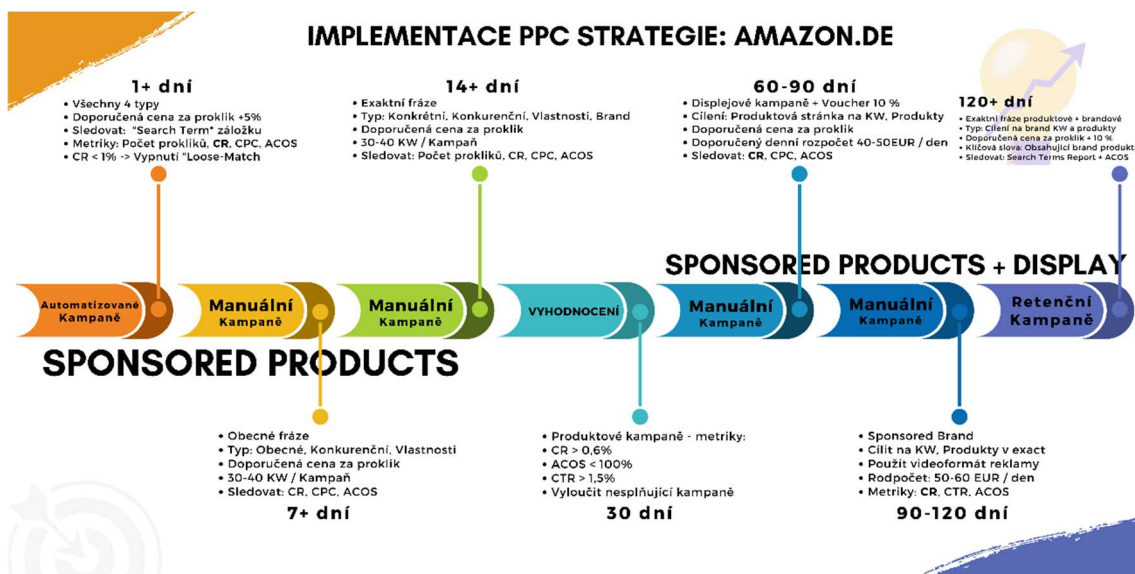 IMPLEMENTACE PPC STRATEGIE: AMAZON.DE
1+ dní
• Všechny 4 typy
• Doporučená cena za proklik +5%
• Sledovat: "Search Term" záložku
• Metriky: Počet prokliků, CR, CPC, ACOS
• CR < 1% -> Vypnutí "Loose-Match
14+ dní
• Exaktní fráze
• Typ: Konkrétní, Konkurenční, Vlastnosti, Brand
• Doporučená cena za proklik
• 30-40 KW / Kampaň
• Sledovat: Počet prokliků, CR, CPC, ACOS
60-90 dní
• Displejové kampaně + Voucher 10 %
• Cílení: Produktová stránka na KW, Produkty
• Doporučená cena za proklik
• Doporučený denní rozpočet 40-50EUR / den
• Sledovat: CR, CPC, ACOS
120+ dní
• Exaktní fráze produktové + brandové
• Typ: Cílení na brand KW a produkty
• Doporučená cena za proklik + 10 %
• Klíčová slova: Obsahující brand produkt
• Sledovat: Search Terms Report + ACOS
SPONSORED PRODUCTS + DISPLAY
Automatizované
Kampaně
Manuální
Kampaně
Manuální
Kampaně
VYHODNOCENÍ
Manuální
Kampaně
Manuální
Kampaně
Retenční
Kampaně
SPONSORED PRODUCTS
• Obecné fráze
• Typ: Obecné, Konkurenční, Vlastnosti
• Doporučená cena za proklik
• 30-40 KW / Kampaň
• Sledovat: CR, CPC, ACOS
7+ dní
• Produktové kampaně - metriky:
• CR > 0,6%
• ACOS < 100%
• CTR > 1,5%
• Vyloučit nesplňující kampaně
30 dní
• Sponsored Brand
• Cílit na KW, Produkty v exact
• Použít videoformát reklamy
• Rodpočet: 50-60 EUR / den
• Metriky: CR, CTR, ACOS
90-120 dní